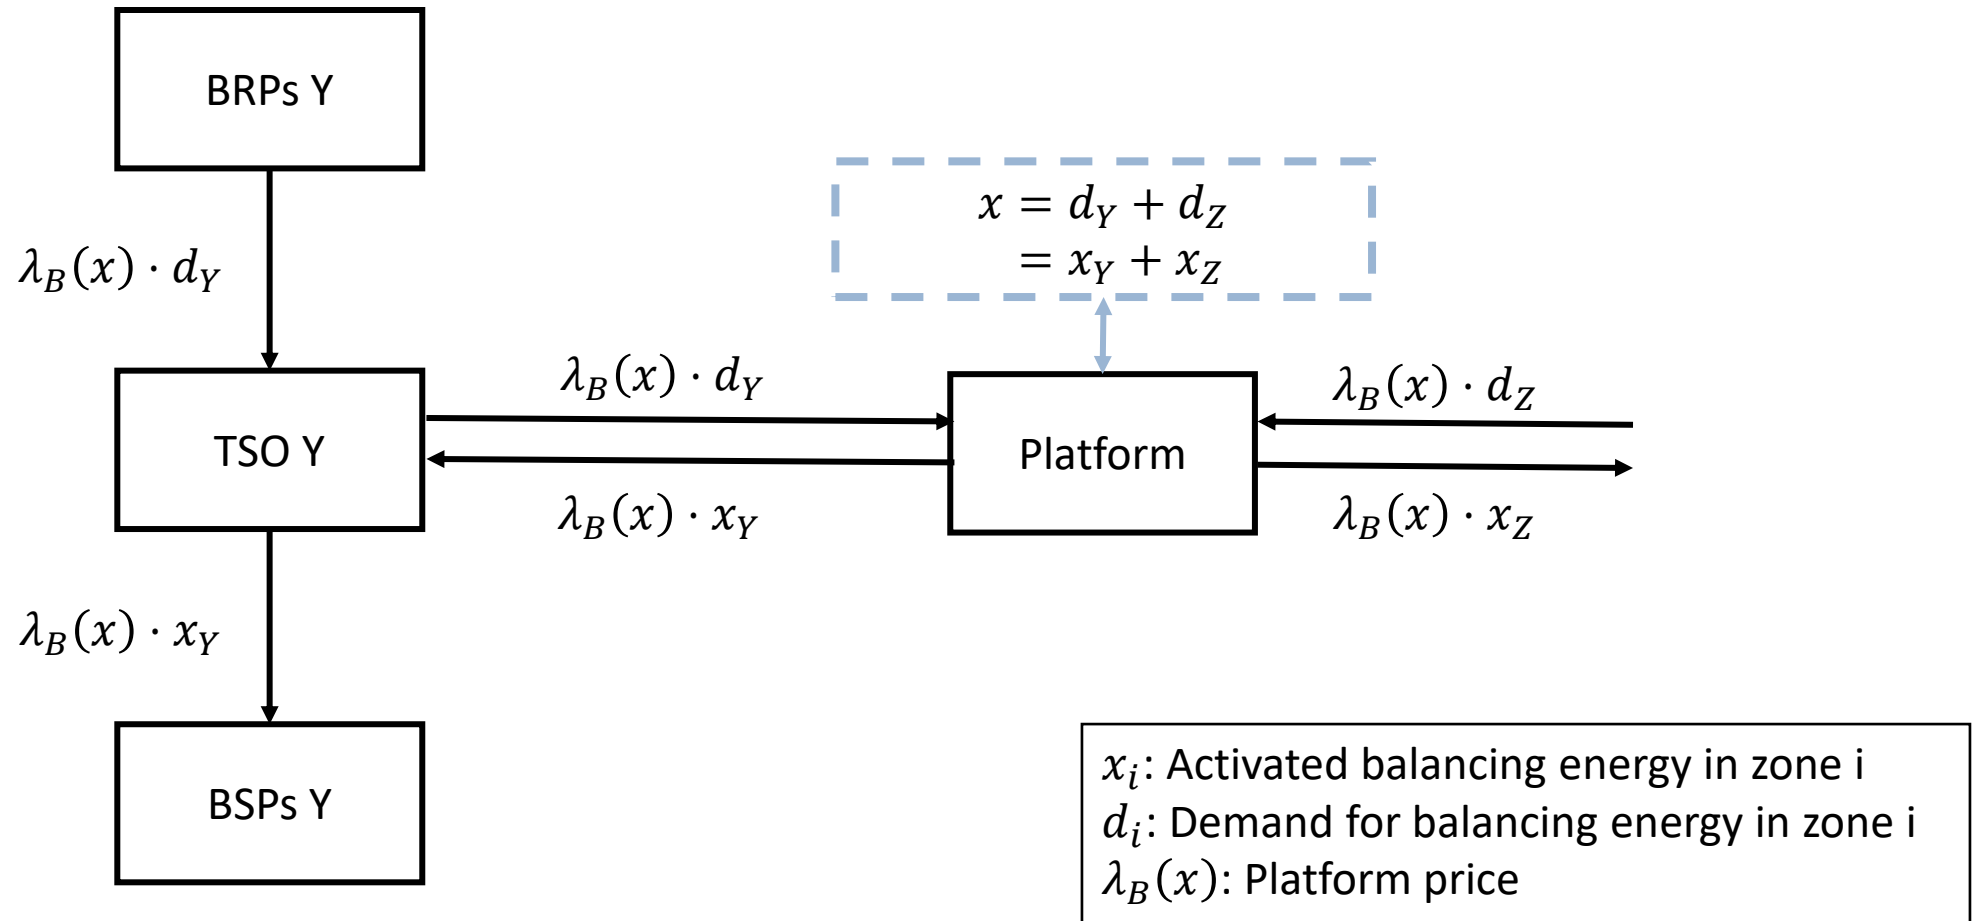 BRPs Y
λ_B(x) · d_Y
x = d_Y + d_Z
= x_Y + x_Z
TSO Y
λ_B(x) · d_Y
λ_B(x) · x_Y
Platform
λ_B(x) · d_Z
λ_B(x) · x_Z
λ_B(x) · x_Y
BSPs Y
x_i: Activated balancing energy in zone i
d_i: Demand for balancing energy in zone i
λ_B(x): Platform price